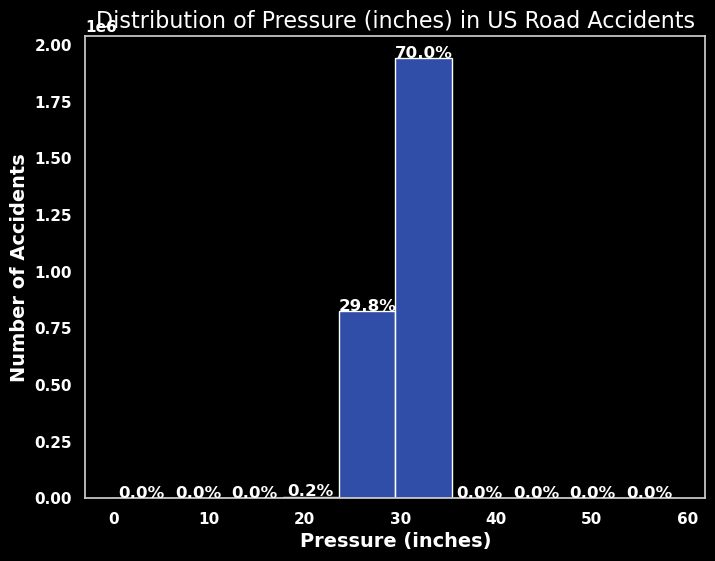 Distribution of Pressure (inches) in US Road Accidents
1e6
2.00
1.75
1.50
1.25
1.00
0.75
0.50
0.25
0.00
Number of Accidents
70.0%
29.8%
0.0% 0.0% 0.0% 0.2% 0.0% 0.0% 0.0% 0.0%
0 10 20 30 40 50 60
Pressure (inches)